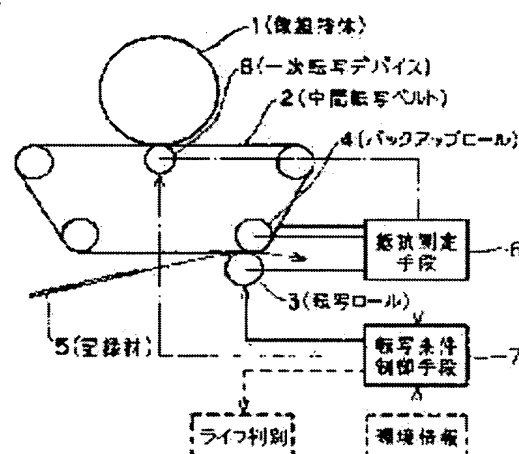 1(像担持体)
8(一次転写デバイス)
2(中間転写ベルト)
4(バックアップロール)
抵抗測定
手段
6
3(転写ロール)
5(記録材)
転写条件
制御手段
7
ライフ判別
環境情報